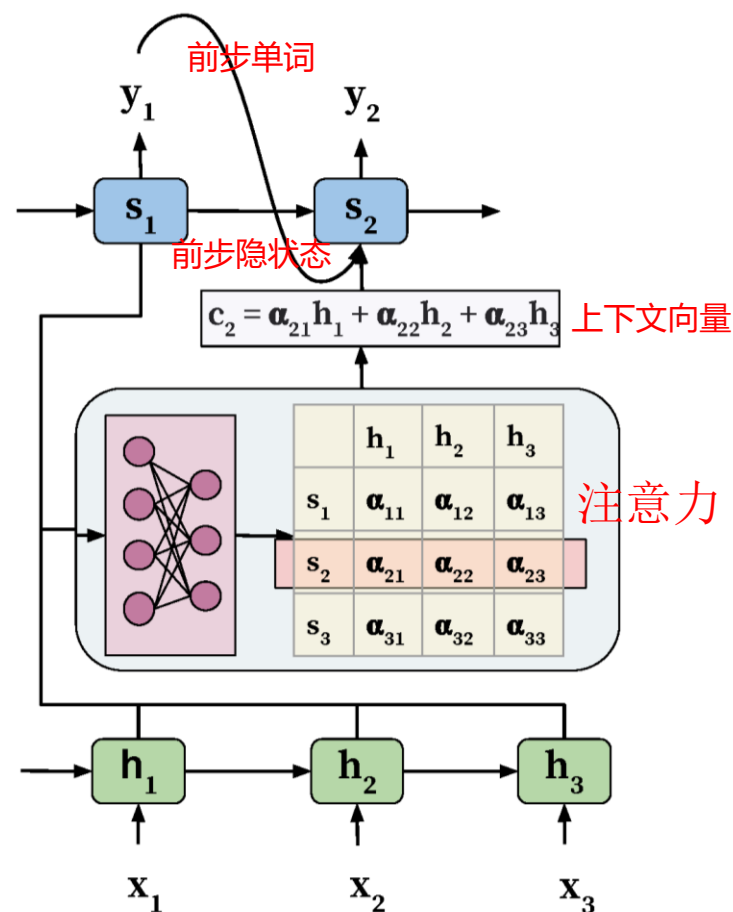 前步单词
y₁ y₂
s₁ s₂
前步隐状态
c₂ = α₂₁h₁ + α₂₂h₂ + α₂₃h₃ 上下文向量
h₁ h₂ h₃
s₁ α₁₁ α₁₂ α₁₃ 注意力
s₂ α₂₁ α₂₂ α₂₃
s₃ α₃₁ α₃₂ α₃₃
h₁ h₂ h₃
x₁ x₂ x₃